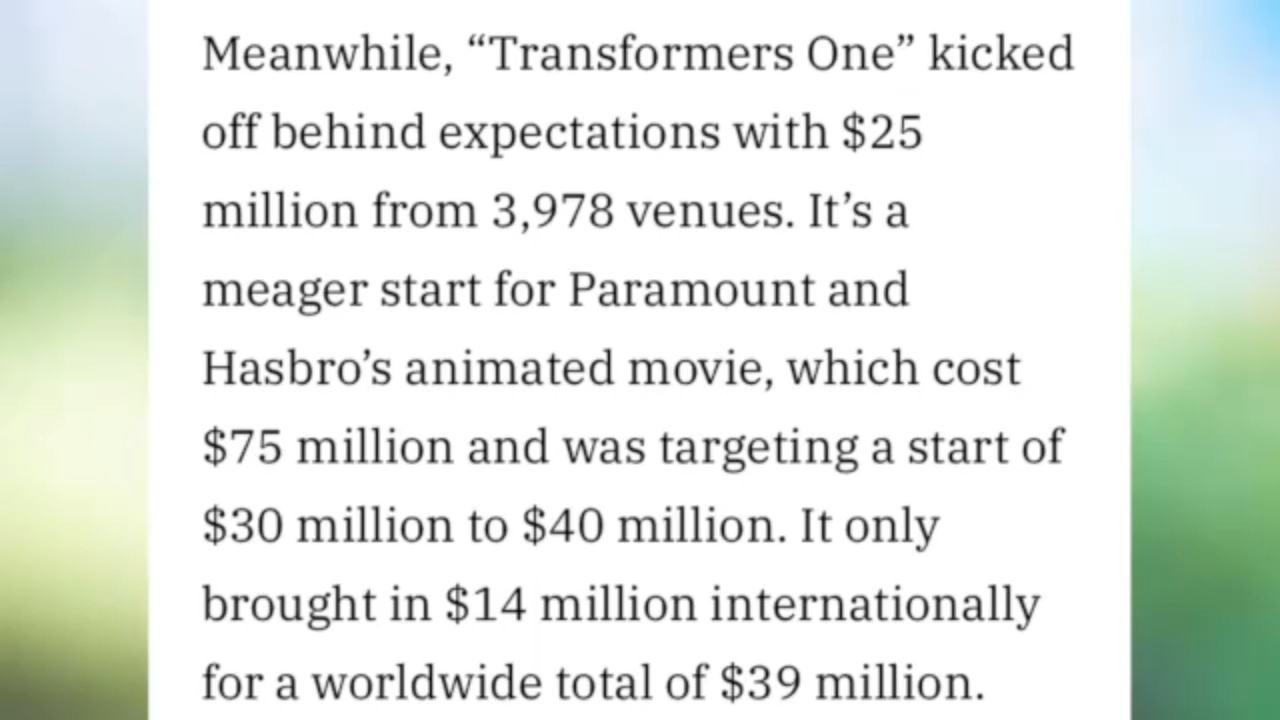 Meanwhile, “Transformers One” kicked
off behind expectations with $25
million from 3,978 venues. It’s a
meager start for Paramount and
Hasbro’s animated movie, which cost
$75 million and was targeting a start of
$30 million to $40 million. It only
brought in $14 million internationally
for a worldwide total of $39 million.